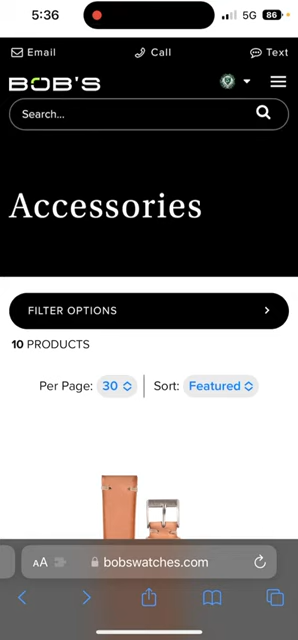 5:36
5G
86
Email
Call
Text
BOB'S
Search...
Accessories
FILTER OPTIONS
10 PRODUCTS
Per Page: 30
Sort: Featured
AA
bobswatches.com